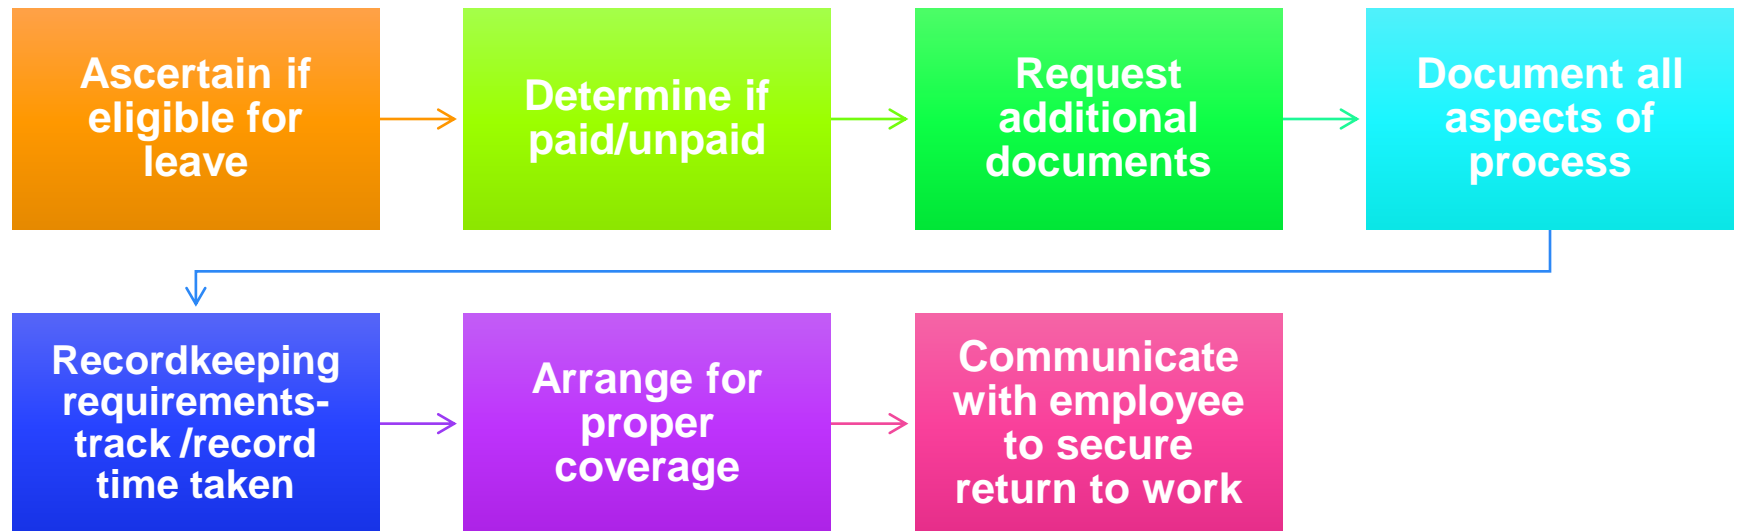 Ascertain if
eligible for
leave
Determine if
paid/unpaid
Request
additional
documents
Document all
aspects of
process
Recordkeeping
requirements-
track /record
time taken
Arrange for
proper
coverage
Communicate
with employee
to secure
return to work